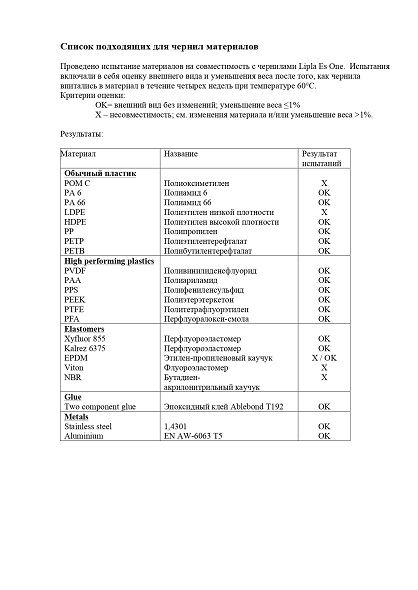 Список подходящих для чернил материалов
Проведено испытание материалов на совместимость с чернилами Lipla Es One. Испытания
включали в себя оценку внешнего вида и уменьшения веса после того, как чернила
впитались в материал в течение четырех недель при температуре 60°С.
Критерии оценки:
ОК= внешний вид без изменений; уменьшение веса ≤1%
X – несовместимость; см. изменения материала и/или уменьшение веса >1%.
Результаты:
Материал Название Результат
испытаний
Обычный пластик
POM C Полиоксиметилен X
PA 6 Полиамид 6 OK
PA 66 Полиамид 66 OK
LDPE Полиэтилен низкой плотности X
HDPE Полиэтилен высокой плотности OK
PP Полипропилен OK
PETP Полиэтилентерефталат OK
PETB Полибутилентерефталат OK
High performing plastics
PVDF Поливинилиденефлуорид OK
PAA Полиариламид OK
PPS Полифениленсульфид OK
PEEK Полиэтерэтеркетон OK
PTFE Политетрафлуорэтилен OK
PFA Перфлуоралокси-смола OK
Elastomers
Xyfluor 855 Перфлуороэластомер OK
Kalrez 6375 Перфлуороэластомер OK
EPDM Этилен-пропиленовый каучук X / OK
Viton Флуороэластомер X
NBR Бутадиен- X
акрилонитрильный каучук
Glue
Two component glue Эпоксидный клей Ablebond T192 OK
Metals
Stainless steel 1,4301 OK
Aluminium EN AW-6063 T5 OK